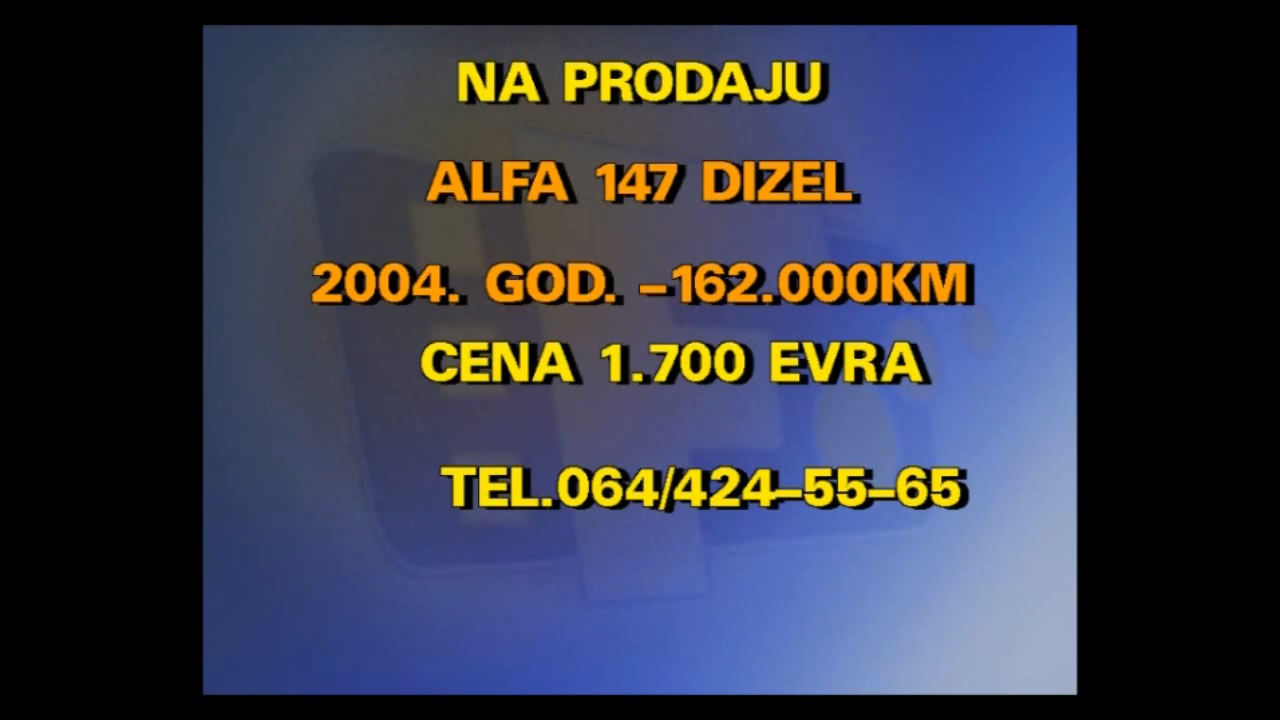 NA PRODAJU
ALFA 147 DIZEL
2004. GOD. –162.000KM
CENA 1.700 EVRA
TEL.064/424–55–65